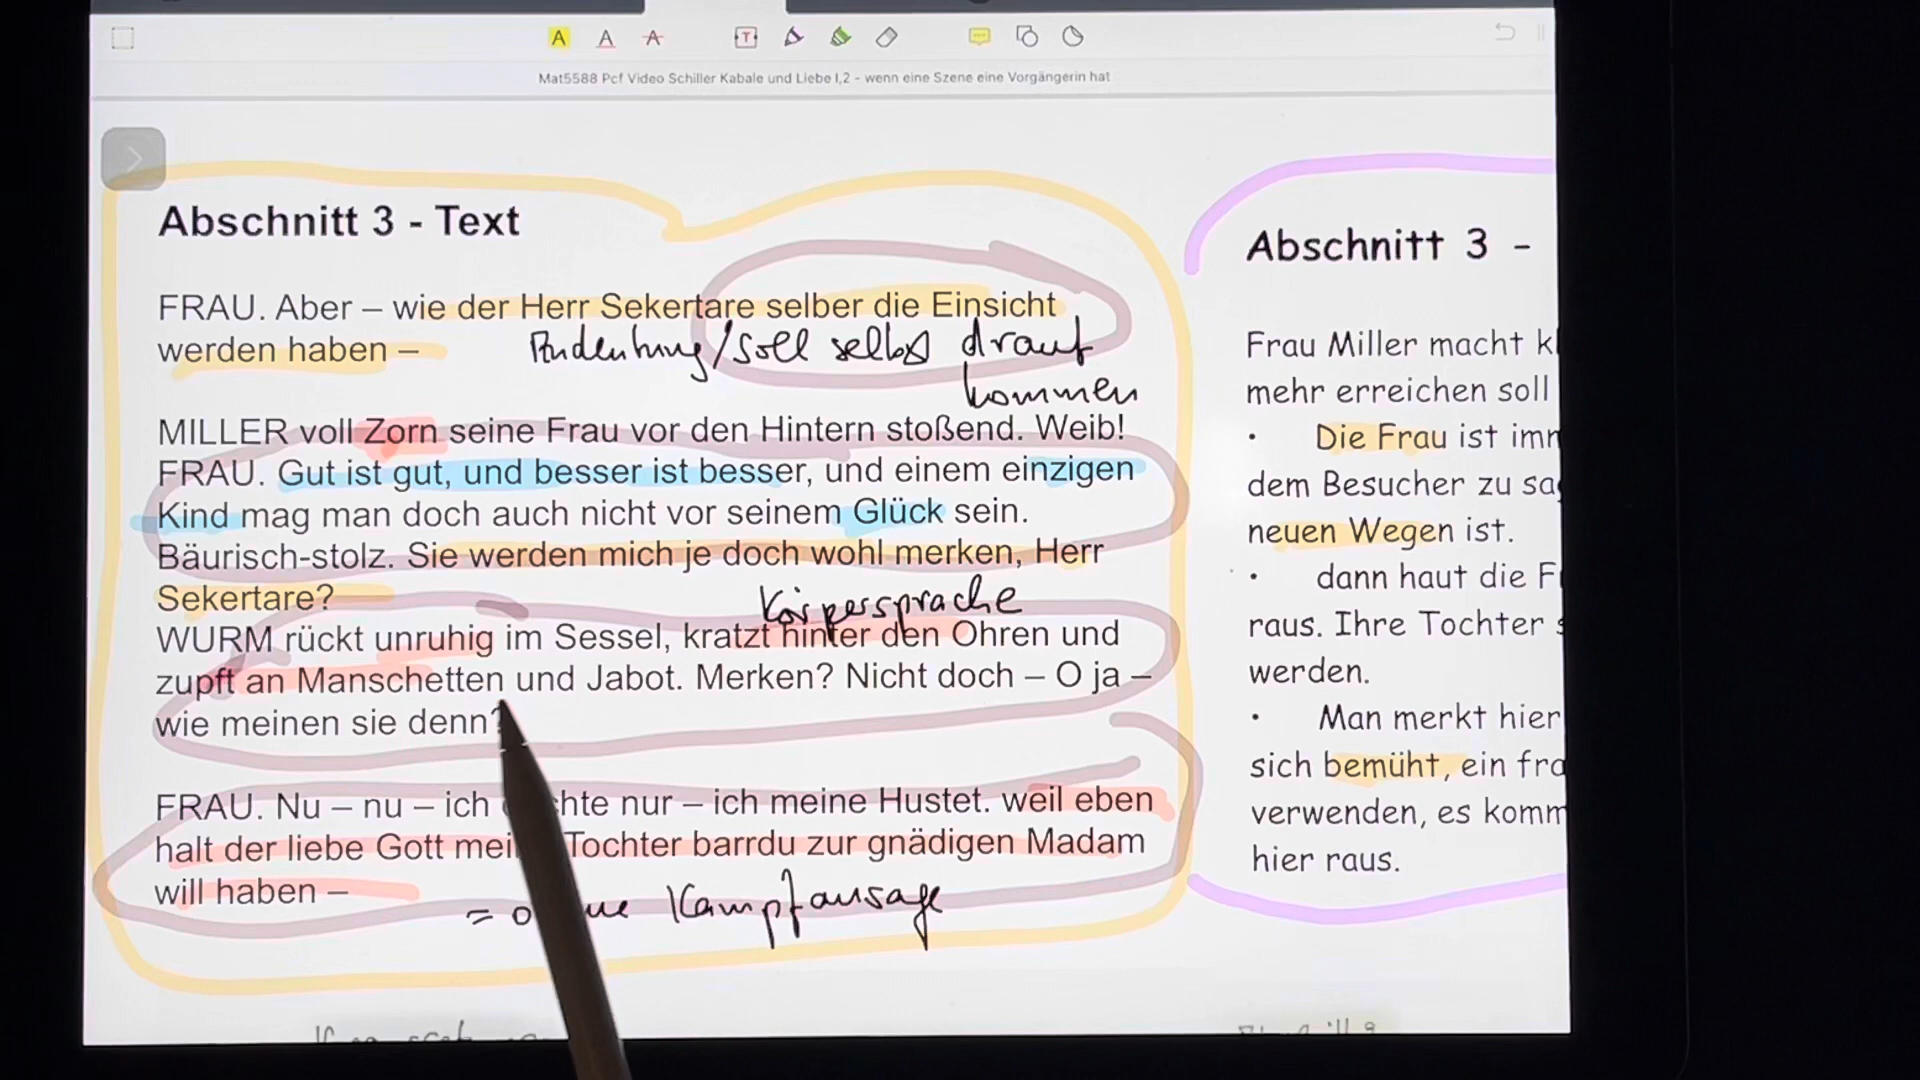 Mat5588 Pcf Video Schiller Kabale und Liebe I,2 - wenn eine Szene eine Vorgängerin hat
Abschnitt 3 - Text
FRAU. Aber – wie der Herr Sekertare selber die Einsicht
werden haben –
Andeutung/soll selbst drauf
kommen
MILLER voll Zorn seine Frau vor den Hintern stoßend. Weib!
FRAU. Gut ist gut, und besser ist besser, und einem einzigen
Kind mag man doch auch nicht vor seinem Glück sein.
Bäurisch-stolz. Sie werden mich je doch wohl merken, Herr
Sekertare?
Körpersprache
WURM rückt unruhig im Sessel, kratzt hinter den Ohren und
zupft an Manschetten und Jabot. Merken? Nicht doch – O ja –
wie meinen sie denn?
FRAU. Nu – nu – ich hte nur – ich meine Hustet. weil eben
halt der liebe Gott mei Tochter barrdu zur gnädigen Madam
will haben –
= Kampfansage
Abschnitt 3 -
Frau Miller macht kl
mehr erreichen soll
• Die Frau ist imm
dem Besucher zu sag
neuen Wegen ist.
• dann haut die F
raus. Ihre Tochter s
werden.
• Man merkt hier
sich bemüht, ein fra
verwenden, es komm
hier raus.